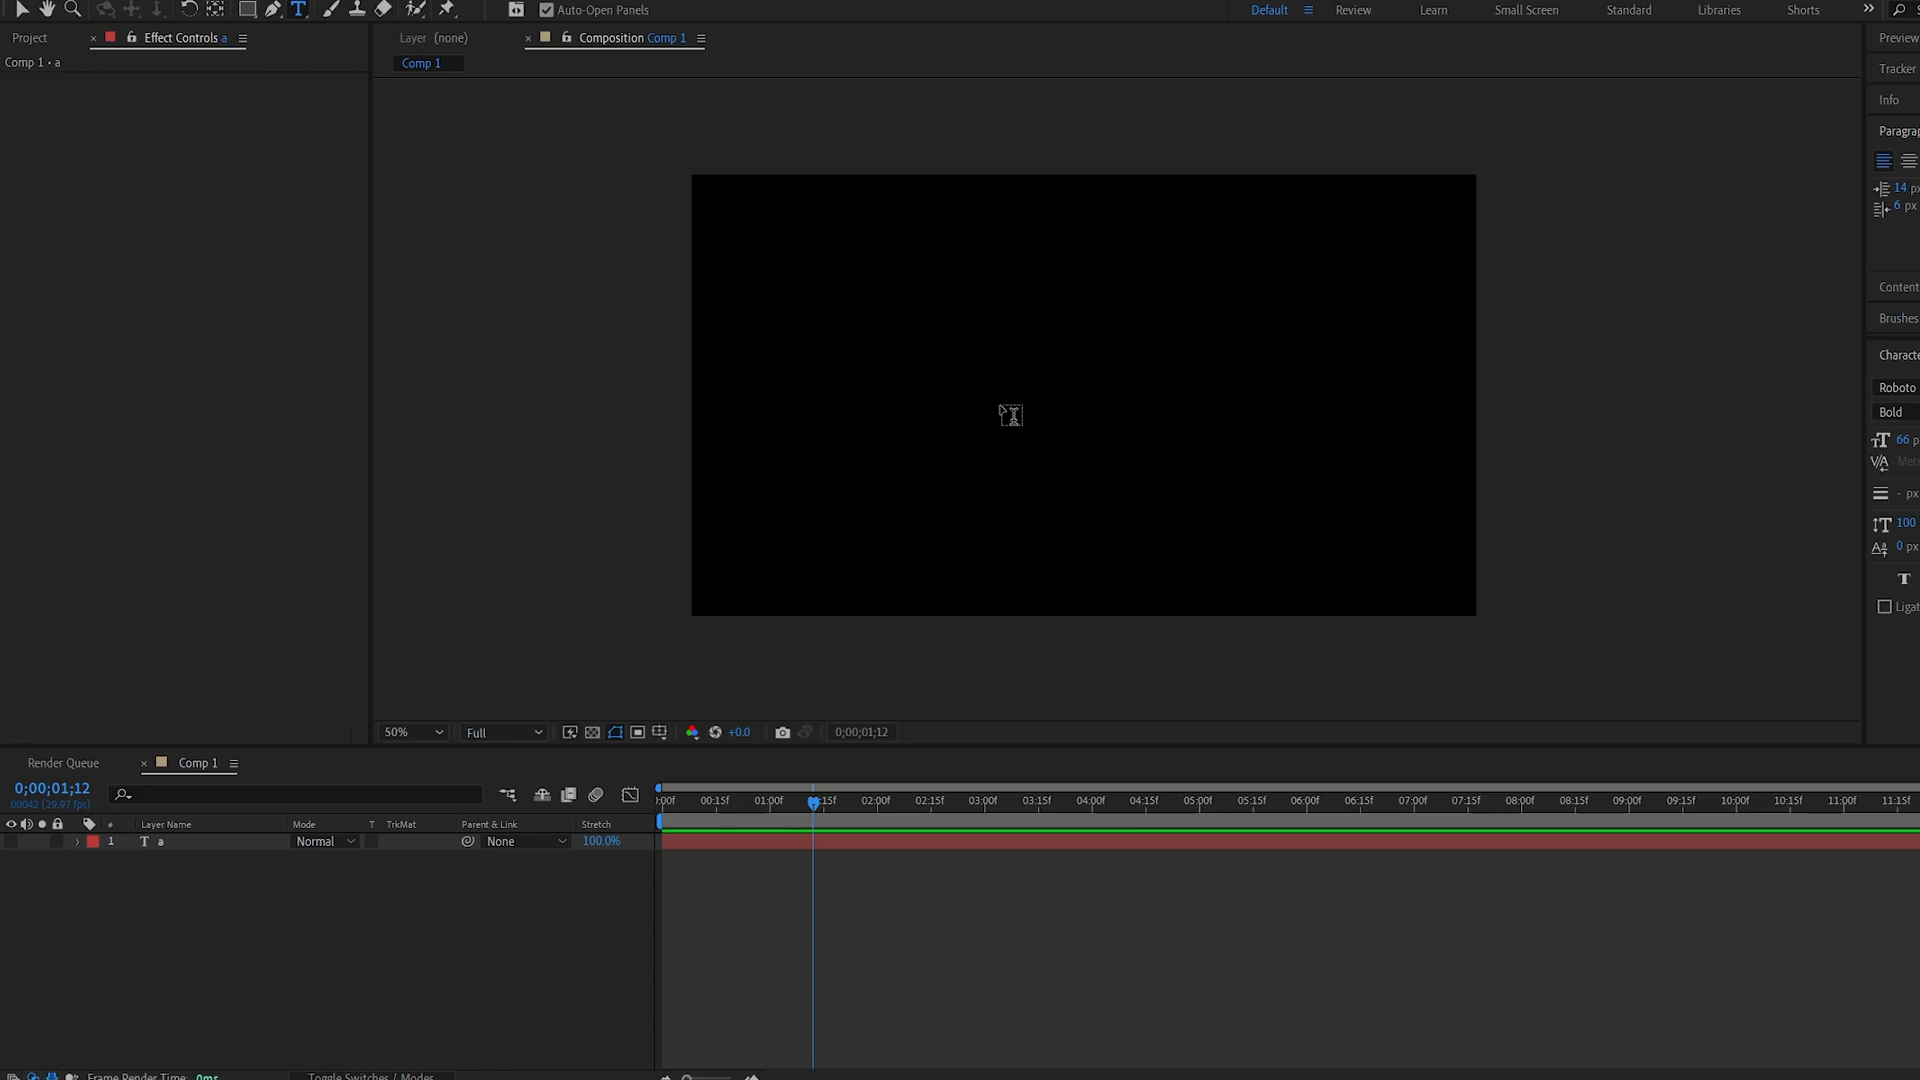 Auto-Open Panels
Default
Review
Learn
Small Screen
Standard
Libraries
Shorts
Project
Effect Controls a
Layer (none)
Composition Comp 1
Preview
Comp 1 • a
Comp 1
Tracker
Info
14 px
6 px
Content
Brushes
Roboto
Bold
66
px
100
0 px
T
50%
Full
+0.0
0;00;01;12
Render Queue
Comp 1
0;00;01;12
00042 (29.97 fps)
00:15f
01:00f
02:00f
02:15f
03:00f
03:15f
04:00f
04:15f
05:00f
05:15f
06:00f
06:15f
07:00f
07:15f
08:00f
08:15f
09:00f
09:15f
10:00f
10:15f
11:00f
11:15f
#
Layer Name
Mode
T
TrkMat
Parent & Link
Stretch
1
T
a
Normal
None
100.0%
Frame Render Time: 0ms
Toggle Switches / Modes